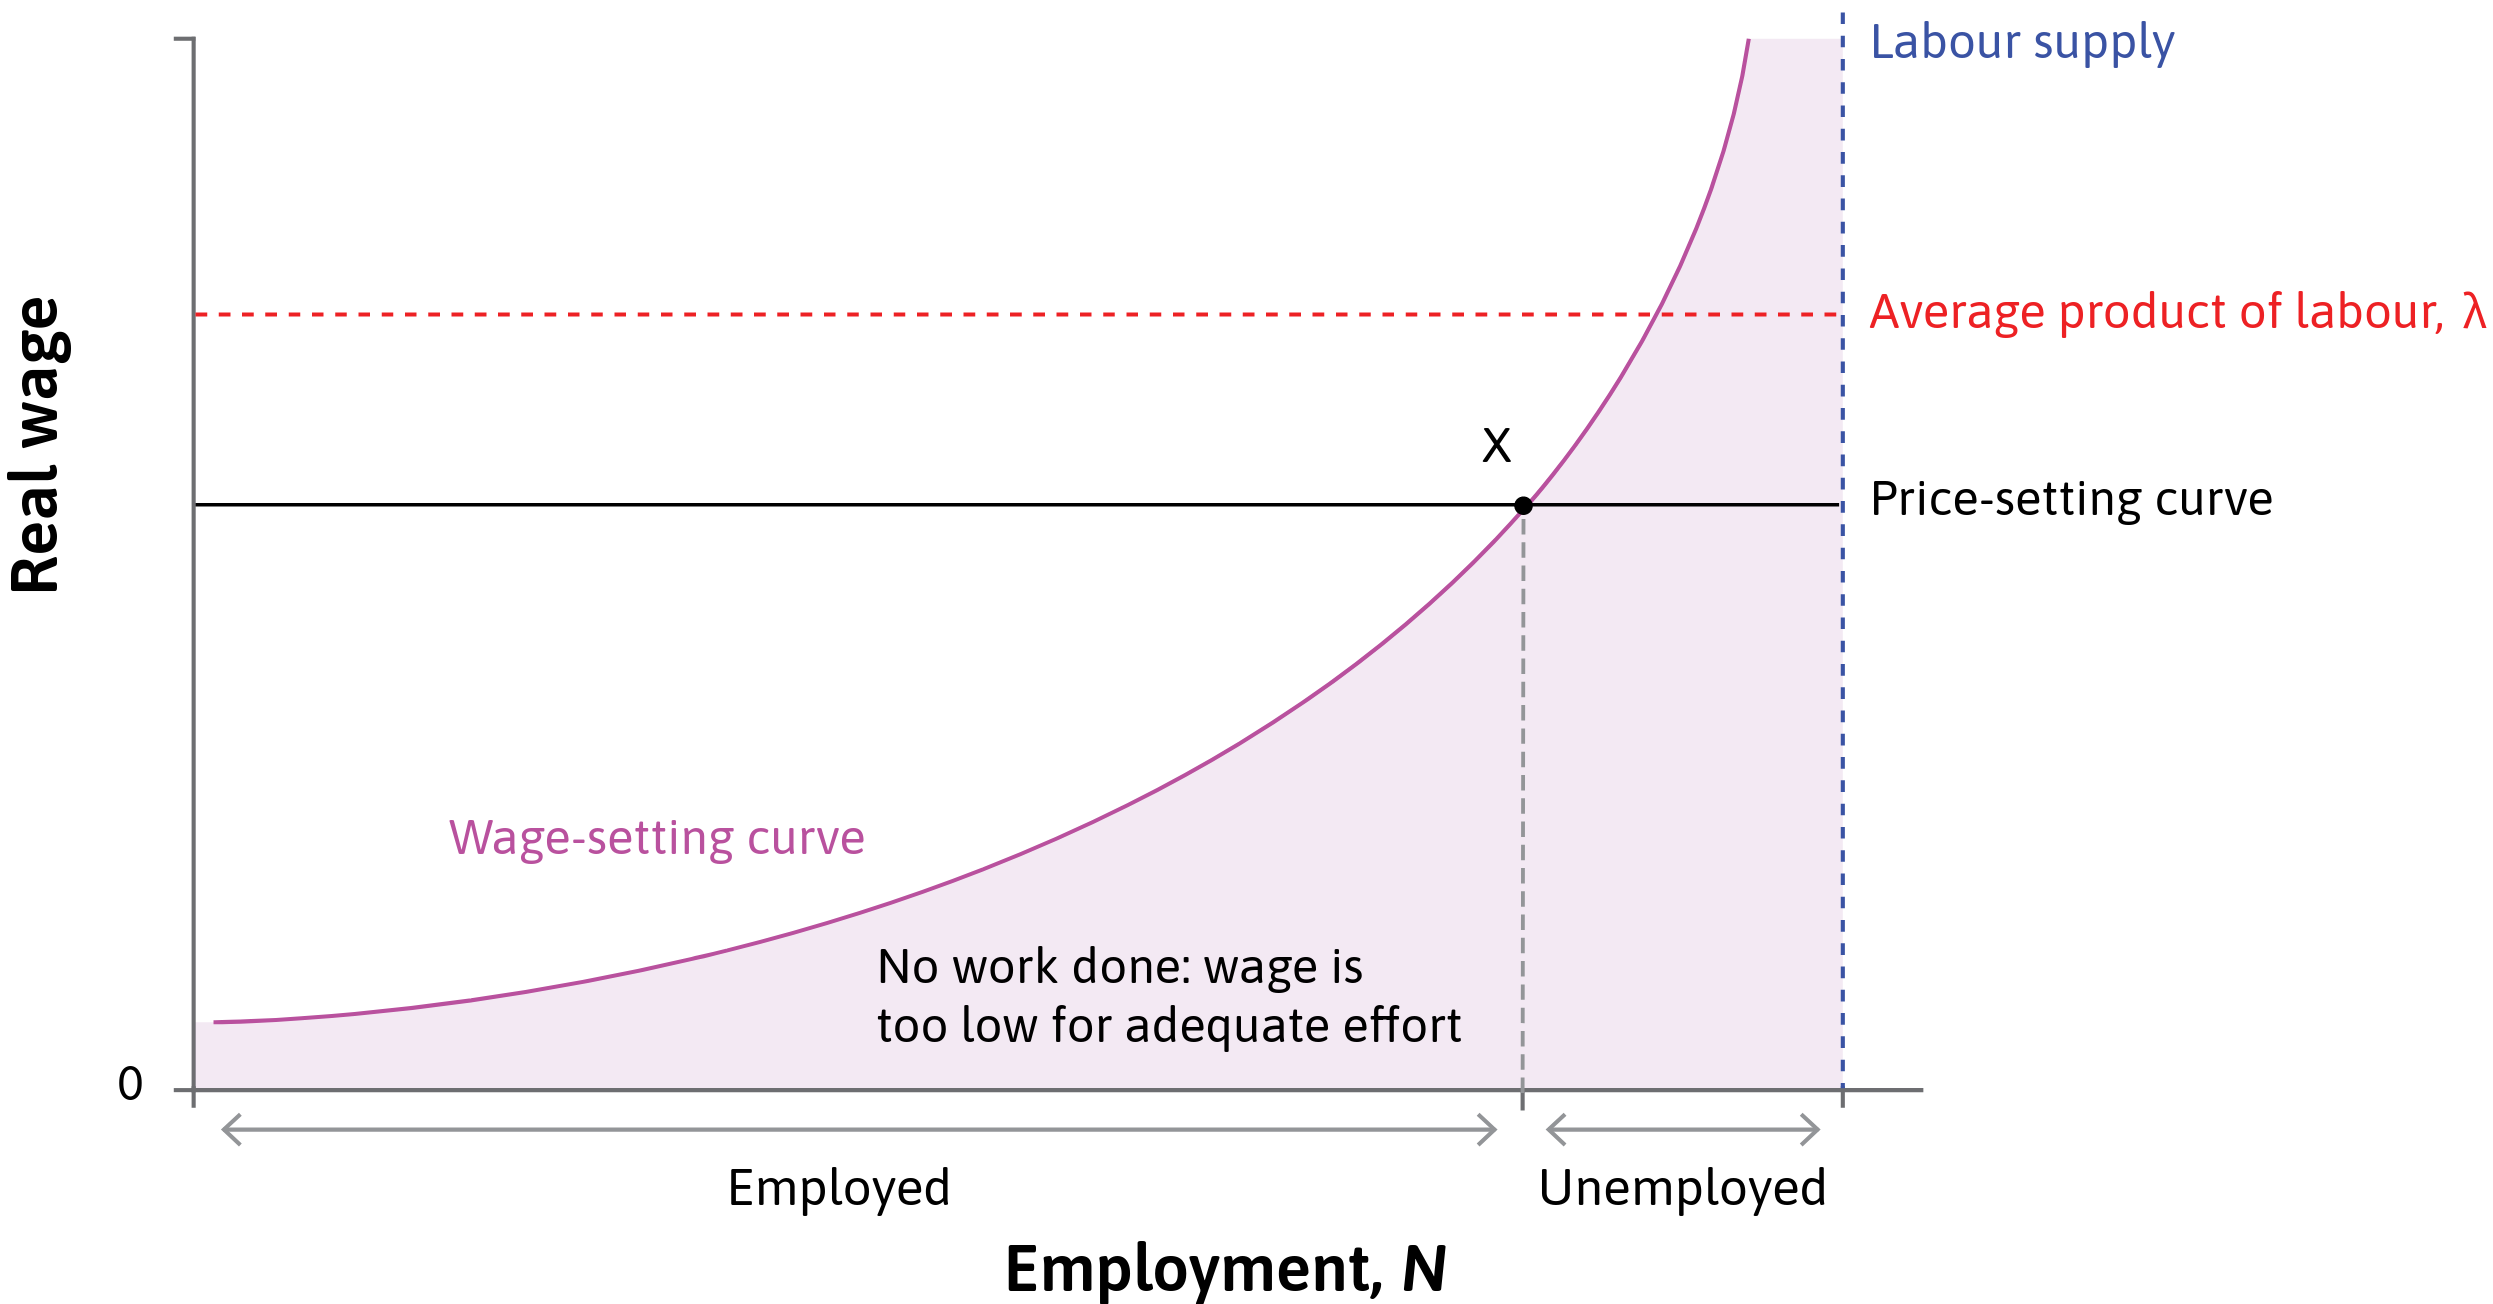 Labour supply
Average product of labour, λ
Real wage
X
Price-setting curve
Wage-setting curve
No work done: wage is
too low for adequate effort
0
Employed
Unemployed
Employment, N